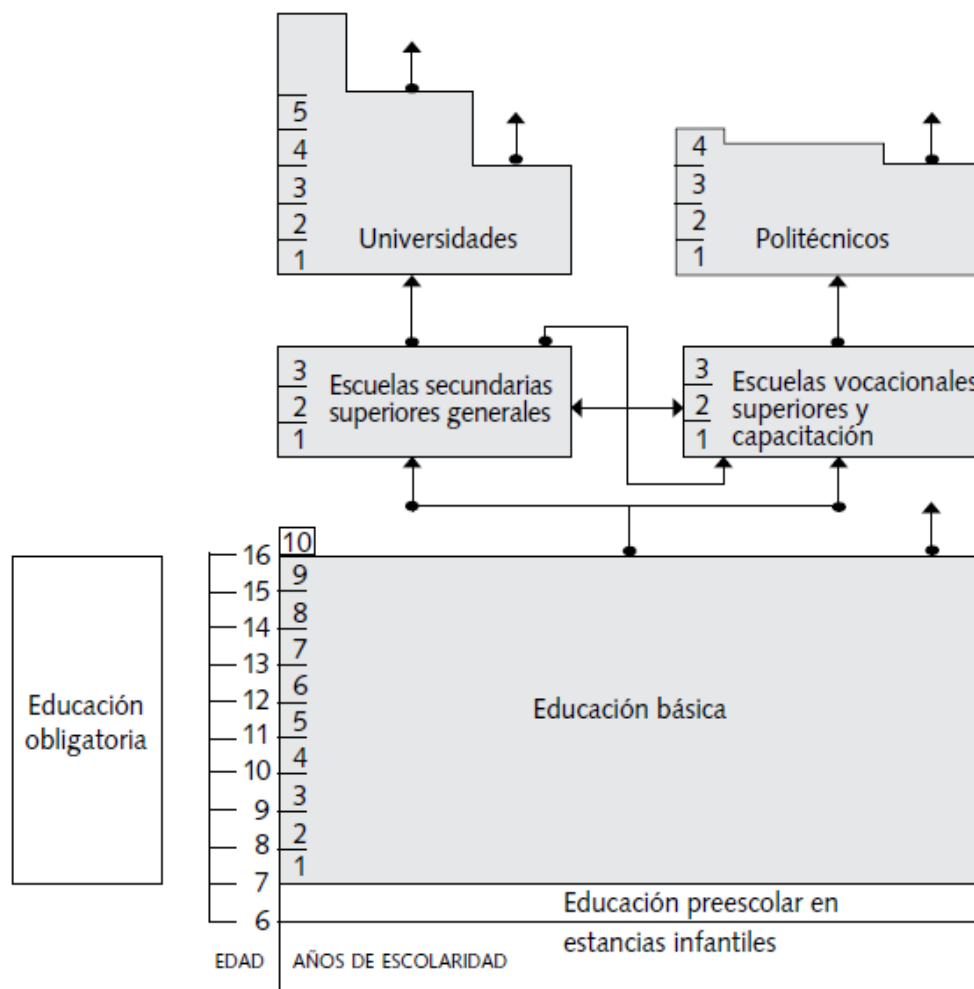 5
4
3
2
1
Universidades
4
3
2
1
Politécnicos
3
2
1
Escuelas secundarias
superiores generales
3
2
1
Escuelas vocacionales
superiores y
capacitación
Educación
obligatoria
16
15
14
13
12
11
10
9
8
7
6
10
9
8
7
6
5
4
3
2
1
Educación básica
Educación preescolar en
estancias infantiles
EDAD
AÑOS DE ESCOLARIDAD